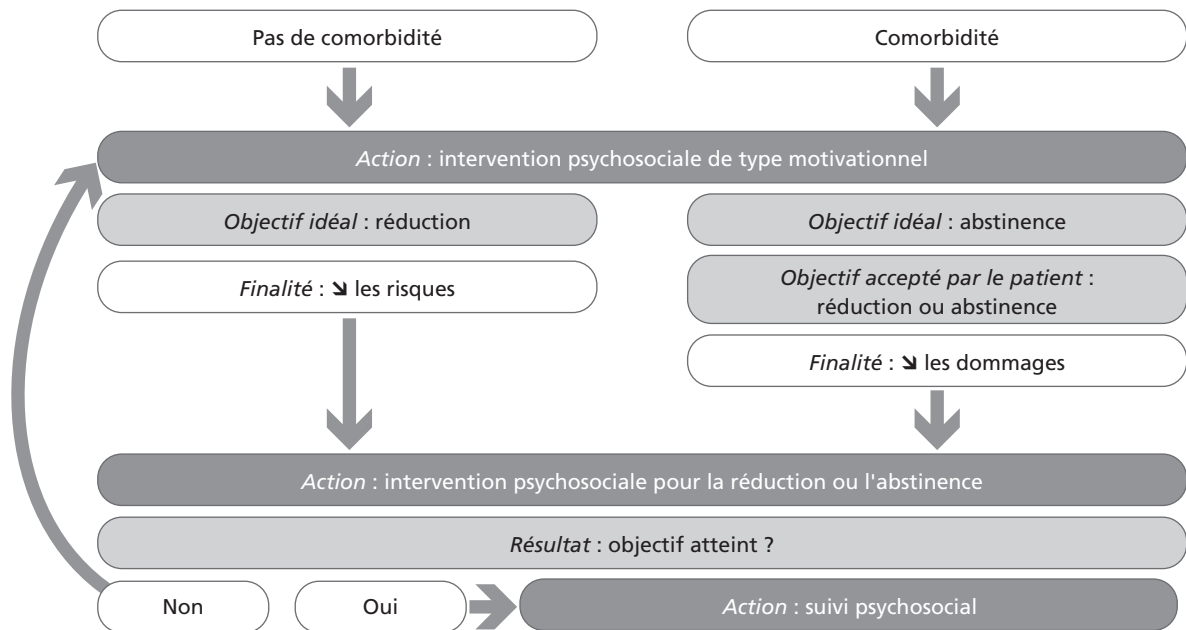 Pas de comorbidité
Comorbidité
Action : intervention psychosociale de type motivationnel
Objectif idéal : réduction
Objectif idéal : abstinence
Finalité : ↘ les risques
Objectif accepté par le patient :
réduction ou abstinence
Finalité : ↘ les dommages
Action : intervention psychosociale pour la réduction ou l'abstinence
Résultat : objectif atteint ?
Non
Oui
Action : suivi psychosocial